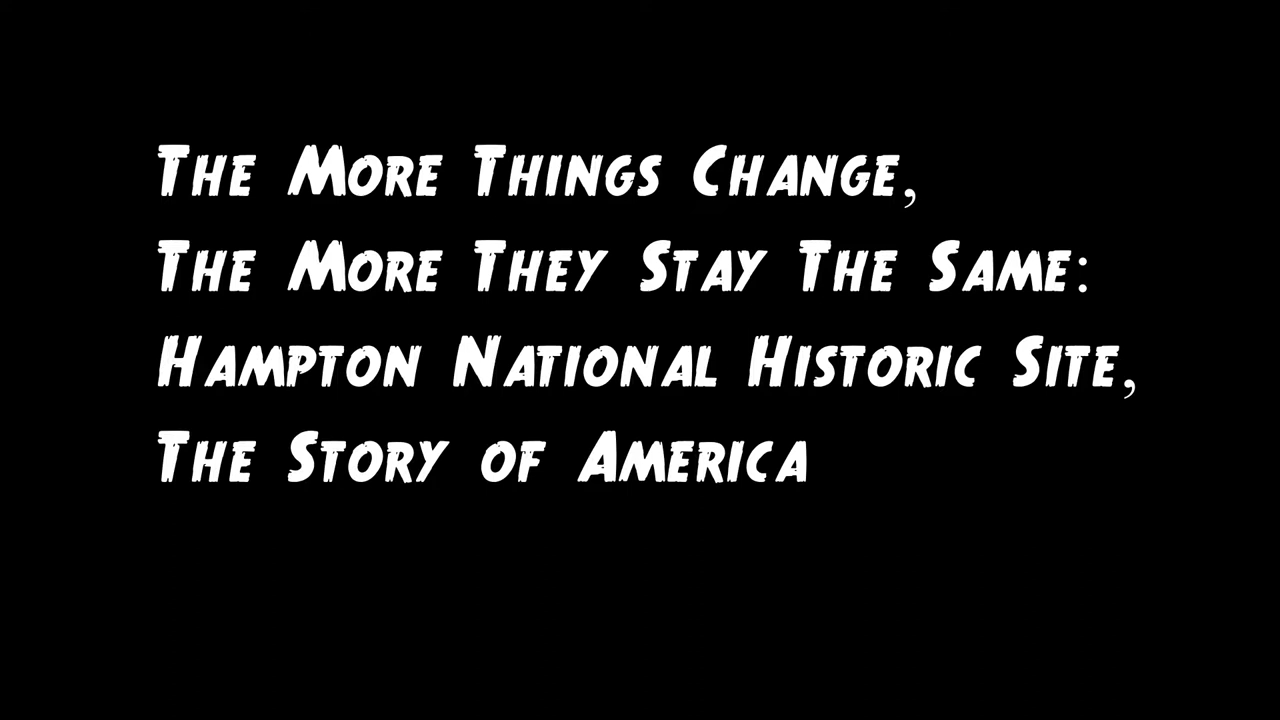 The More Things Change,
The More They Stay The Same:
Hampton National Historic Site,
The Story of America